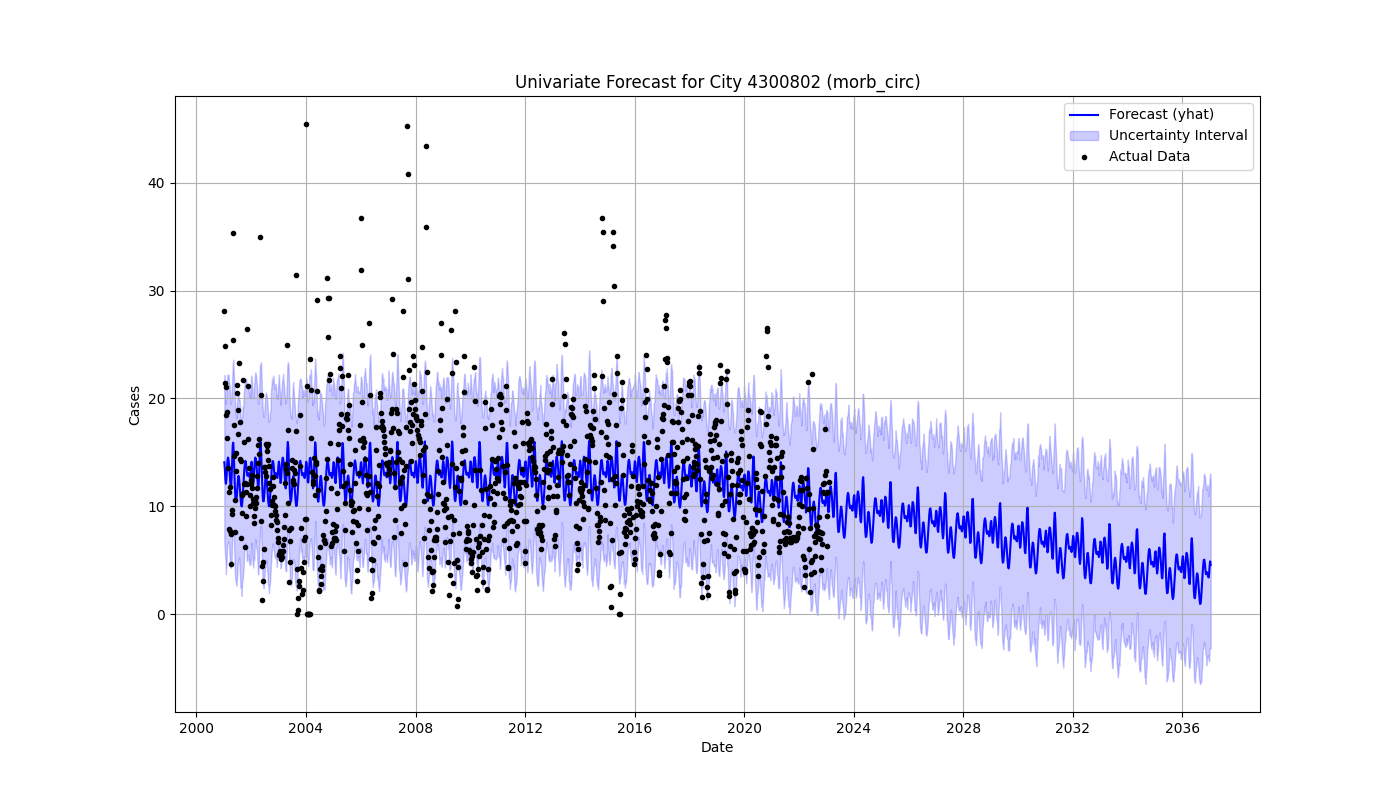 Univariate Forecast for City 4300802 (morb_circ)
Forecast (yhat)
Uncertainty Interval
Actual Data
Cases
40
30
20
10
0
2000 2004 2008 2012 2016 2020 2024 2028 2032 2036
Date